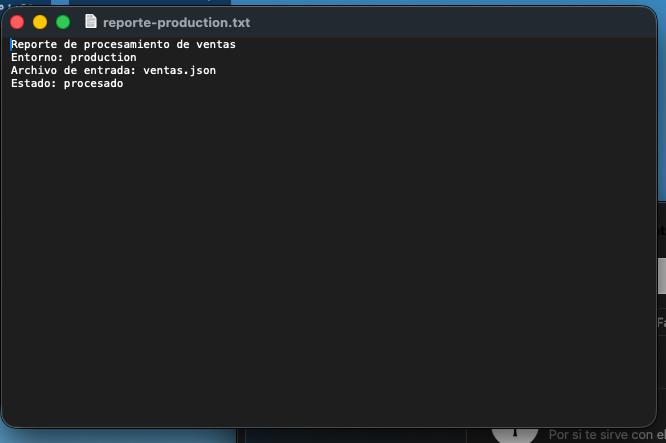 reporte-production.txt
Reporte de procesamiento de ventas
Entorno: production
Archivo de entrada: ventas.json
Estado: procesado
Por si te sirve con el